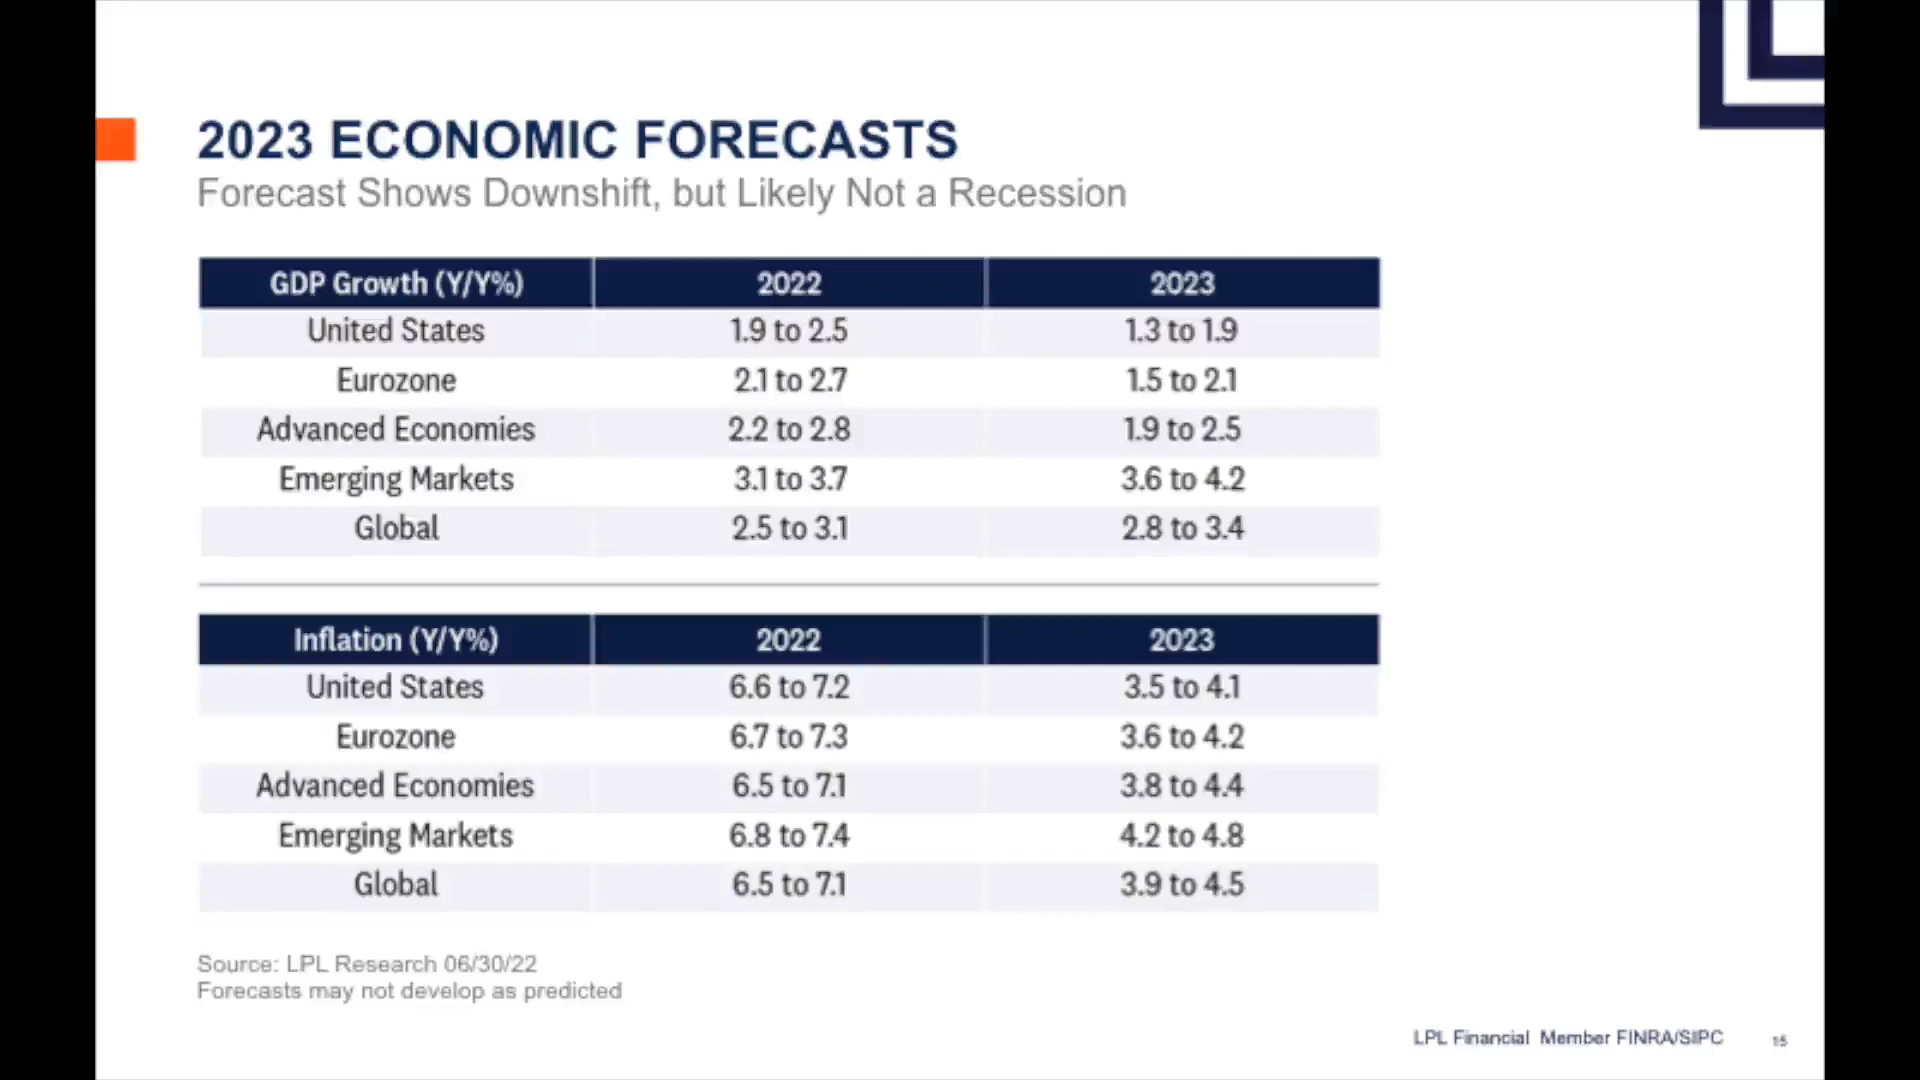 2023 ECONOMIC FORECASTS
Forecast Shows Downshift, but Likely Not a Recession
GDP Growth (Y/Y%) 2022 2023
United States 1.9 to 2.5 1.3 to 1.9
Eurozone 2.1 to 2.7 1.5 to 2.1
Advanced Economies 2.2 to 2.8 1.9 to 2.5
Emerging Markets 3.1 to 3.7 3.6 to 4.2
Global 2.5 to 3.1 2.8 to 3.4
Inflation (Y/Y%) 2022 2023
United States 6.6 to 7.2 3.5 to 4.1
Eurozone 6.7 to 7.3 3.6 to 4.2
Advanced Economies 6.5 to 7.1 3.8 to 4.4
Emerging Markets 6.8 to 7.4 4.2 to 4.8
Global 6.5 to 7.1 3.9 to 4.5
Source: LPL Research 06/30/22
Forecasts may not develop as predicted
LPL Financial Member FINRA/SIPC 15